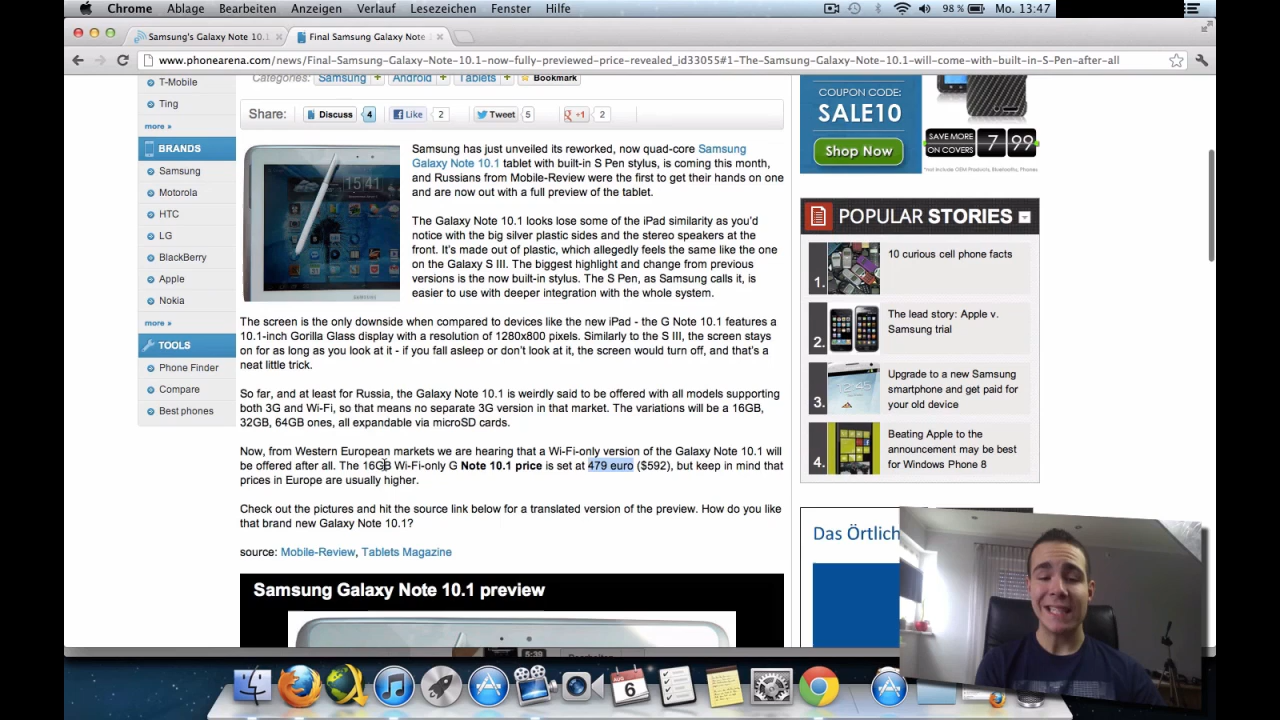 Chrome Ablage Bearbeiten Anzeigen Verlauf Lesezeichen Fenster Hilfe 98 % Mo. 13:47
Samsung's Galaxy Note 10.1 Final Samsung Galaxy Note
www.phonearena.com/news/Final-Samsung-Galaxy-Note-10.1-now-fully-previewed-price-revealed_id33055#1-The-Samsung-Galaxy-Note-10.1-will-come-with-built-in-S-Pen-after-all
T-Mobile
Ting
more »
BRANDS
Samsung
Motorola
HTC
LG
BlackBerry
Apple
Nokia
more »
TOOLS
Phone Finder
Compare
Best phones
Categories: Samsung + Android + Tablets + Bookmark
Share: Discuss 4 Like 2 Tweet 5 +1 2
15:41
SAMSUNG
Samsung has just unveiled its reworked, now quad-core Samsung
Galaxy Note 10.1 tablet with built-in S Pen stylus, is coming this month,
and Russians from Mobile-Review were the first to get their hands on one
and are now out with a full preview of the tablet.
The Galaxy Note 10.1 looks lose some of the iPad similarity as you'd
notice with the big silver plastic sides and the stereo speakers at the
front. It's made out of plastic, which allegedly feels the same like the one
on the Galaxy S III. The biggest highlight and change from previous
versions is the now built-in stylus. The S Pen, as Samsung calls it, is
easier to use with deeper integration with the whole system.
The screen is the only downside when compared to devices like the new iPad - the G Note 10.1 features a
10.1-inch Gorilla Glass display with a resolution of 1280x800 pixels. Similarly to the S III, the screen stays
on for as long as you look at it - if you fall asleep or don't look at it, the screen would turn off, and that's a
neat little trick.
So far, and at least for Russia, the Galaxy Note 10.1 is weirdly said to be offered with all models supporting
both 3G and Wi-Fi, so that means no separate 3G version in that market. The variations will be a 16GB,
32GB, 64GB ones, all expandable via microSD cards.
Now, from Western European markets we are hearing that a Wi-Fi-only version of the Galaxy Note 10.1 will
be offered after all. The 16GB Wi-Fi-only G Note 10.1 price is set at 479 euro ($592), but keep in mind that
prices in Europe are usually higher.
Check out the pictures and hit the source link below for a translated version of the preview. How do you like
that brand new Galaxy Note 10.1?
source: Mobile-Review, Tablets Magazine
Samsung Galaxy Note 10.1 preview
5:39
COUPON CODE:
SALE10
Shop Now
SAVE MORE
ON COVERS 7 99
POPULAR STORIES
1. 10 curious cell phone facts
2. The lead story: Apple v.
Samsung trial
3. Upgrade to a new Samsung
smartphone and get paid for
your old device
4. Beating Apple to the
announcement may be best
for Windows Phone 8
Das Örtlich
AUG
6